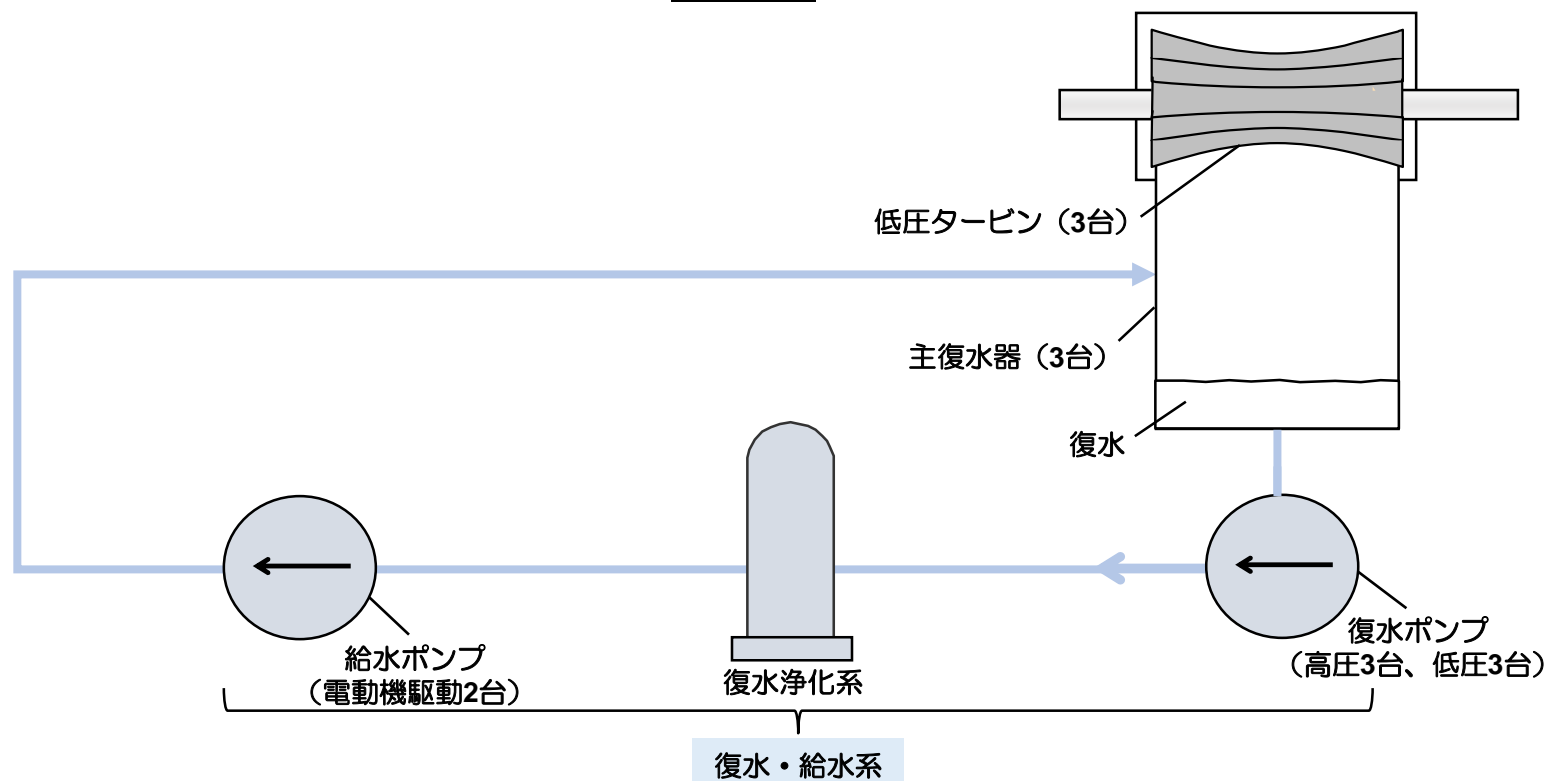 低圧タービン（3台）
主復水器（3台）
復水
復水ポンプ
（高圧3台、低圧3台）
給水ポンプ
（電動機駆動2台）
復水浄化系
復水・給水系